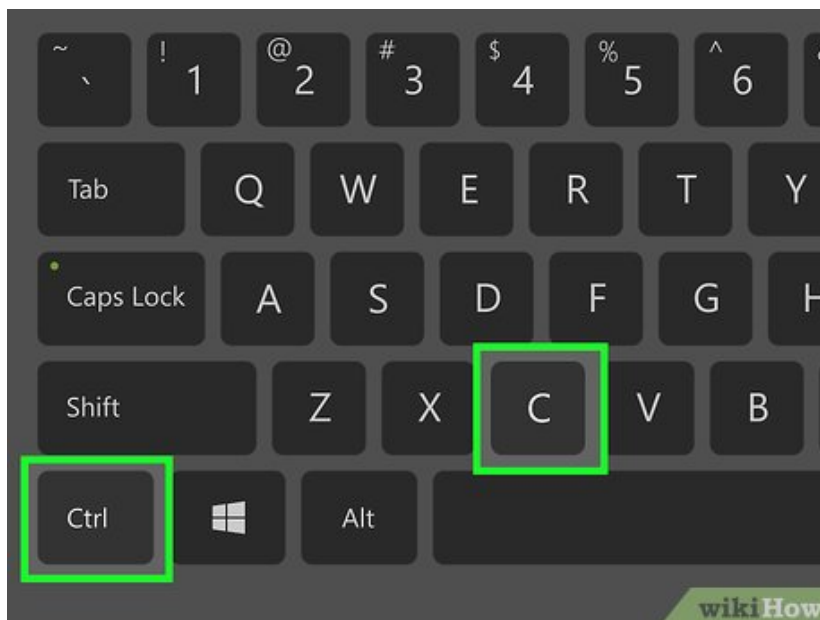 ~ ! @ # $ % ^
` 1 2 3 4 5 6
Tab Q W E R T Y
Caps Lock A S D F G H
Shift Z X C V B
Ctrl Alt
wikiHow